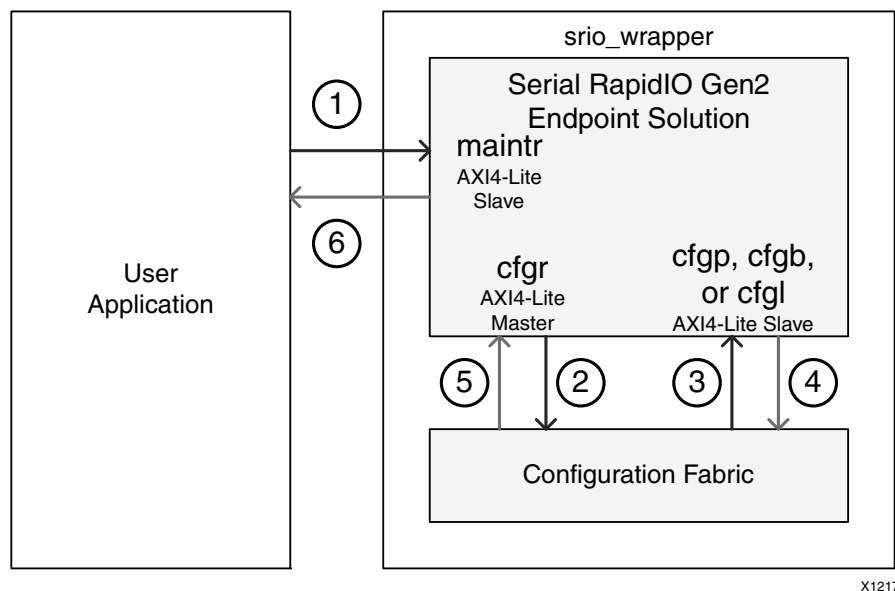 srio_wrapper
Serial RapidIO Gen2
Endpoint Solution
1
maintr
AXI4-Lite
Slave
6
User
Application
cfgr
AXI4-Lite
Master
cfgp, cfgb,
or cfgl
AXI4-Lite Slave
5
2
3
4
Configuration Fabric
X1217